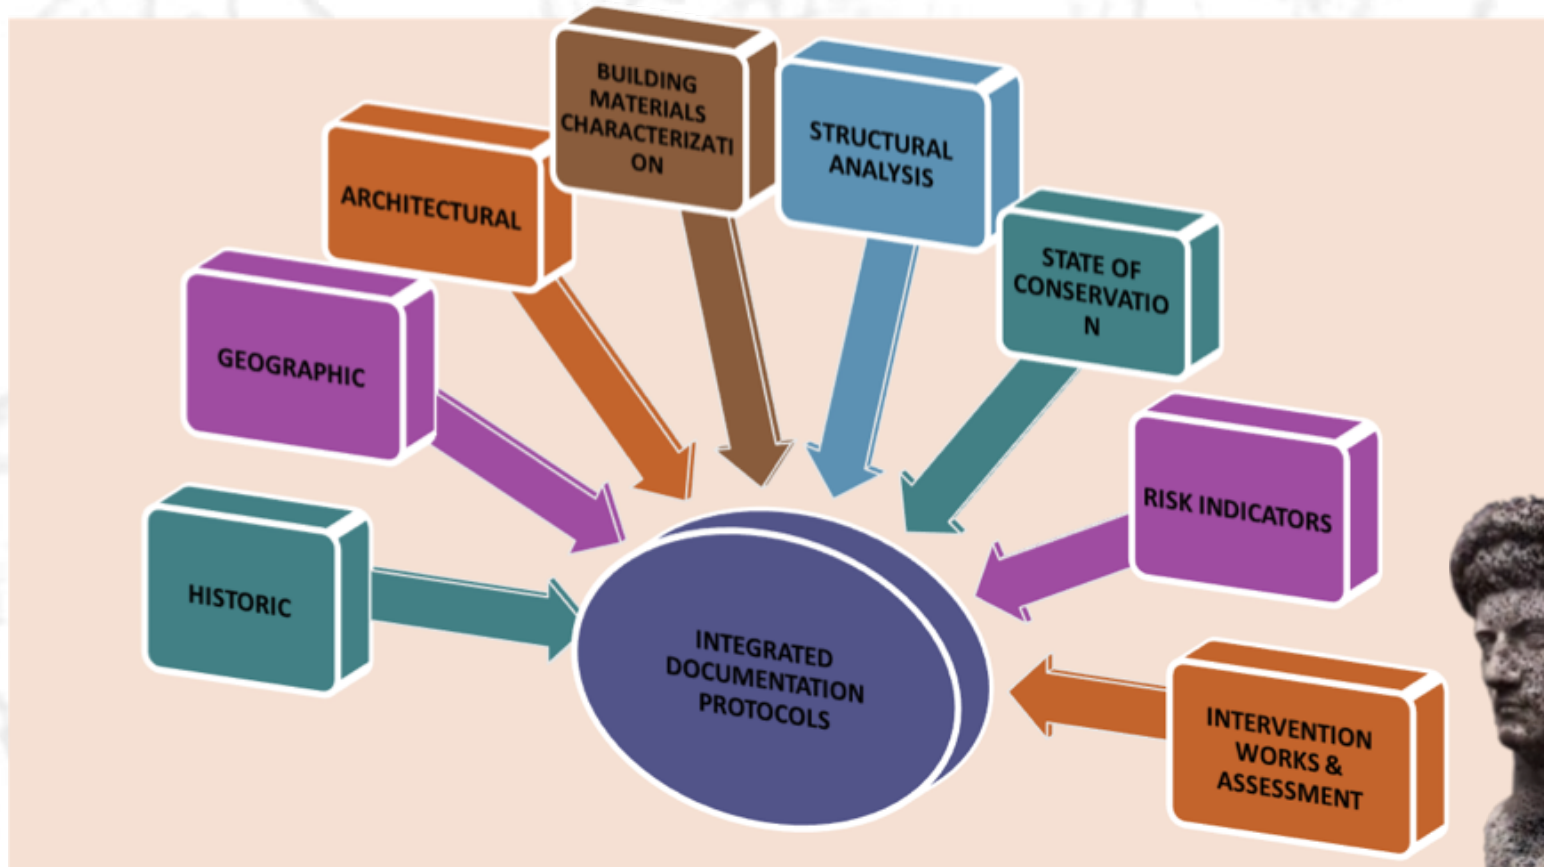 BUILDING
MATERIALS
CHARACTERIZATI
ON
STRUCTURAL
ANALYSIS
ARCHITECTURAL
STATE OF
CONSERVATIO
N
GEOGRAPHIC
RISK INDICATORS
HISTORIC
INTEGRATED
DOCUMENTATION
PROTOCOLS
INTERVENTION
WORKS &
ASSESSMENT